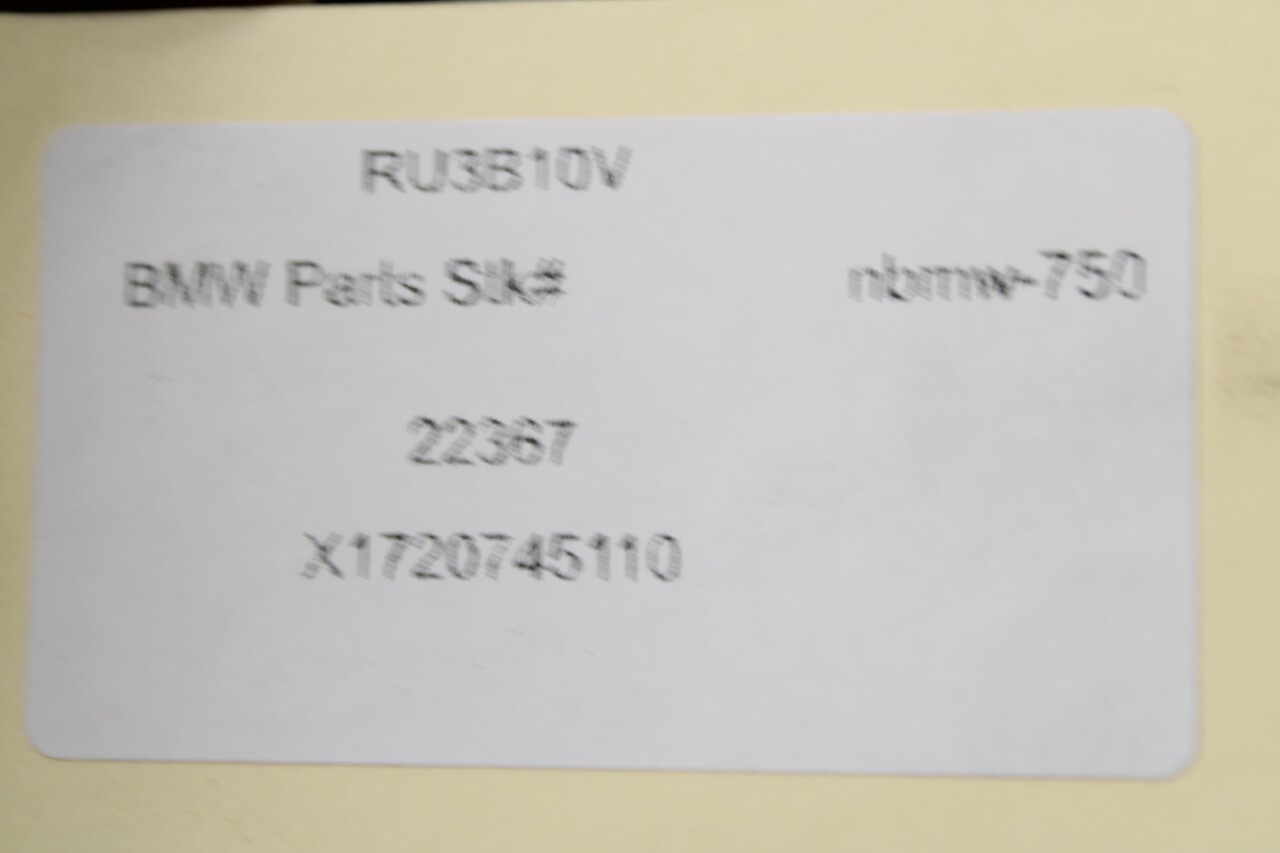 RU3B10V
BMW Parts Stk# nbmw-750
22367
X1720745110